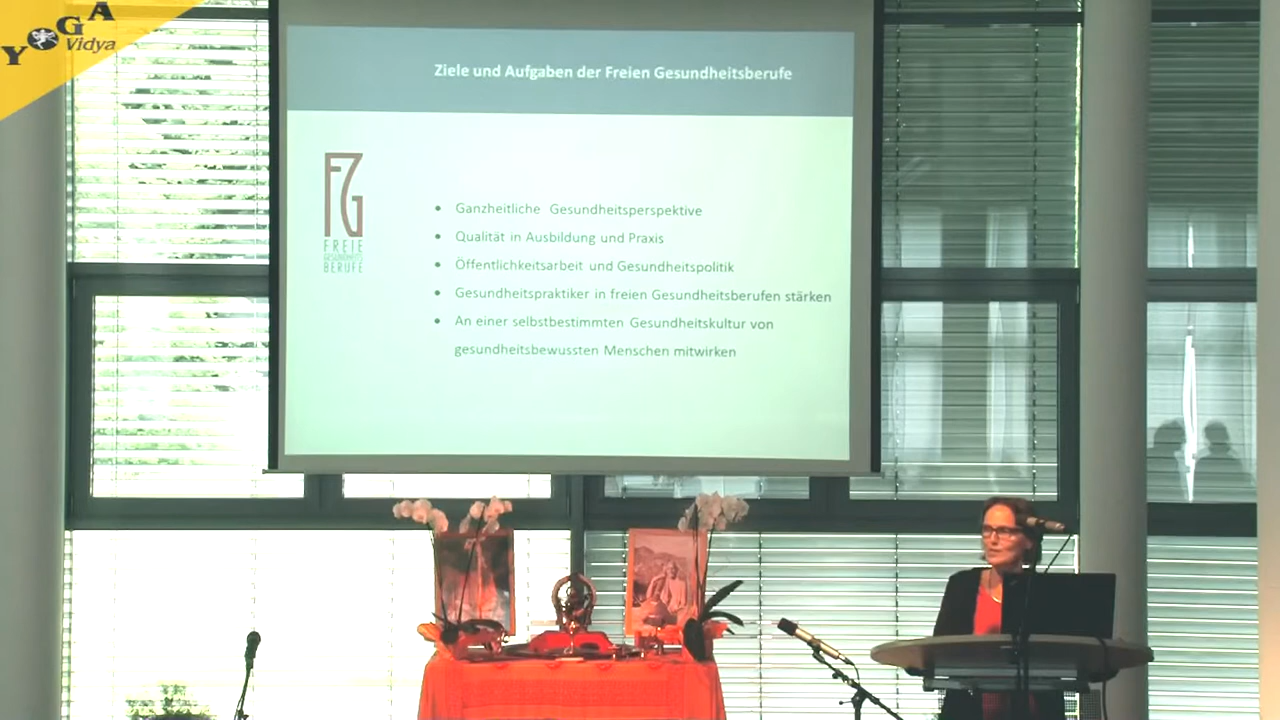 YOGA
Vidya
Ziele und Aufgaben der Freien Gesundheitsberufe
FG
FREIE
GESUNDHEITS
BERUFE
• Ganzheitliche Gesundheitsperspektive
• Qualität in Ausbildung und Praxis
• Öffentlichkeitsarbeit und Gesundheitspolitik
• Gesundheitspraktiker in freien Gesundheitsberufen stärken
• An einer selbstbestimmten Gesundheitskultur von
gesundheitsbewussten Menschen mitwirken